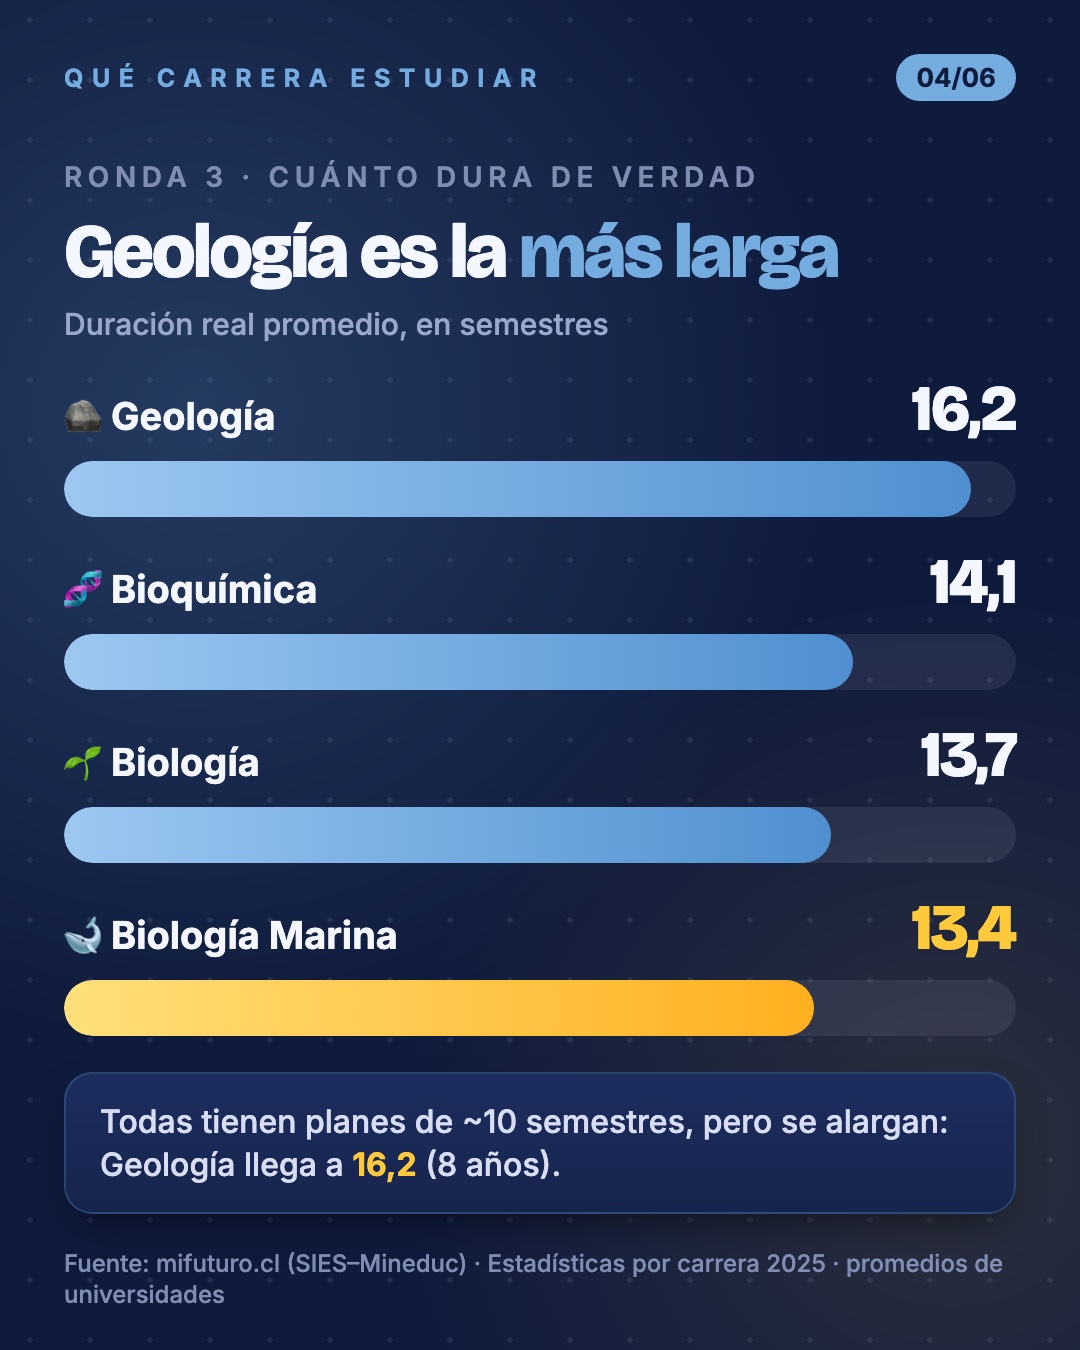 QUÉ CARRERA ESTUDIAR
04/06
RONDA 3 · CUÁNTO DURA DE VERDAD
Geología es la más larga
Duración real promedio, en semestres
Geología 16,2
Bioquímica 14,1
Biología 13,7
Biología Marina 13,4
Todas tienen planes de ~10 semestres, pero se alargan:
Geología llega a 16,2 (8 años).
Fuente: mifuturo.cl (SIES–Mineduc) · Estadísticas por carrera 2025 · promedios de
universidades